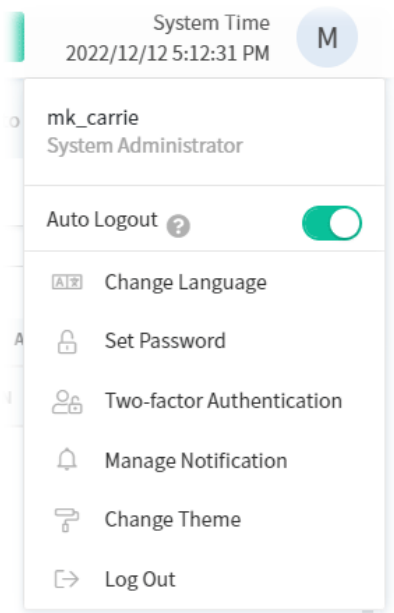 System Time
2022/12/12 5:12:31 PM
M
mk_carrie
System Administrator
Auto Logout ?
Change Language
Set Password
Two-factor Authentication
Manage Notification
Change Theme
Log Out